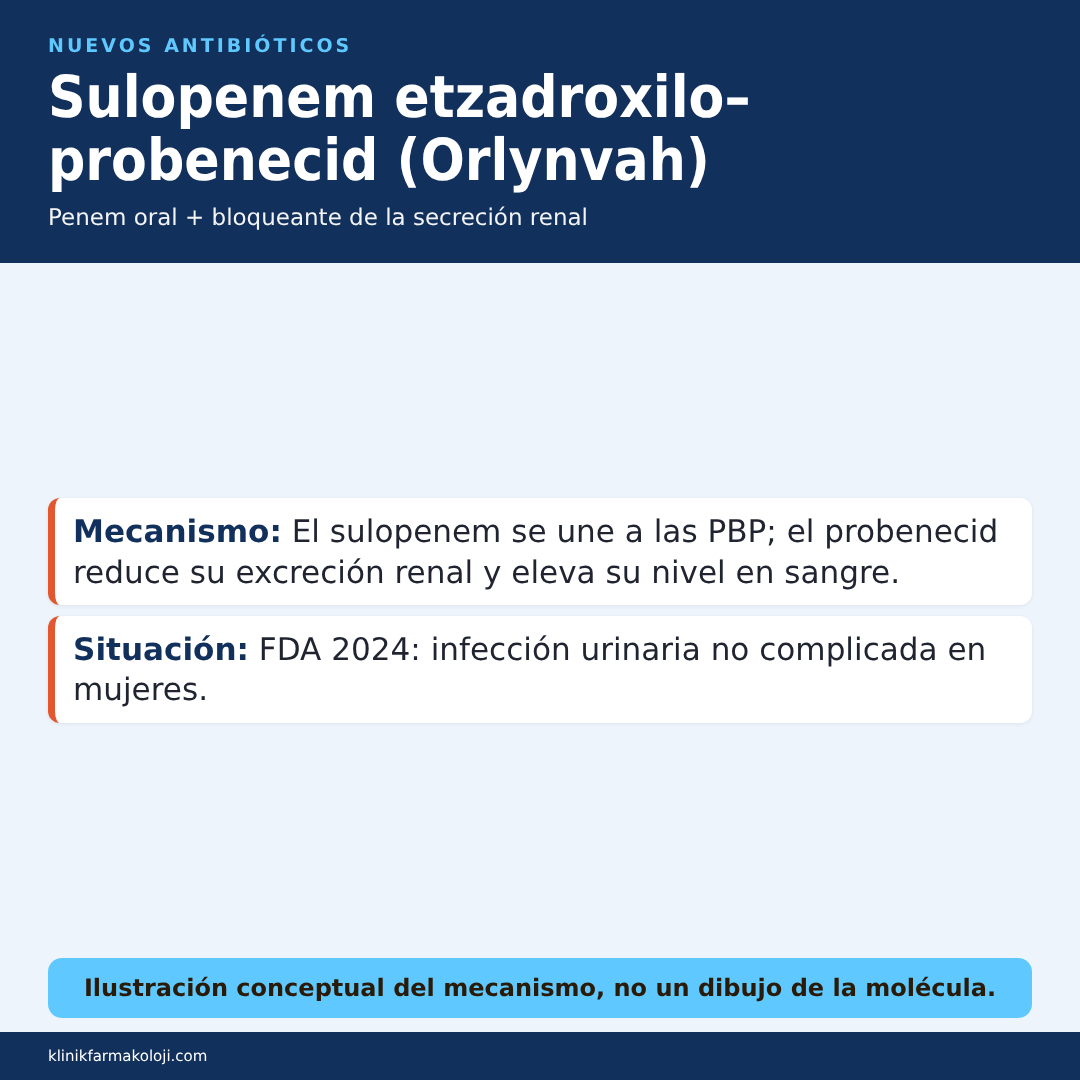 NUEVOS ANTIBIÓTICOS
Sulopenem etzadroxilo–
probenecid (Orlynvah)
Penem oral + bloqueante de la secreción renal
Mecanismo: El sulopenem se une a las PBP; el probenecid
reduce su excreción renal y eleva su nivel en sangre.
Situación: FDA 2024: infección urinaria no complicada en
mujeres.
Ilustración conceptual del mecanismo, no un dibujo de la molécula.
klinikfarmakoloji.com